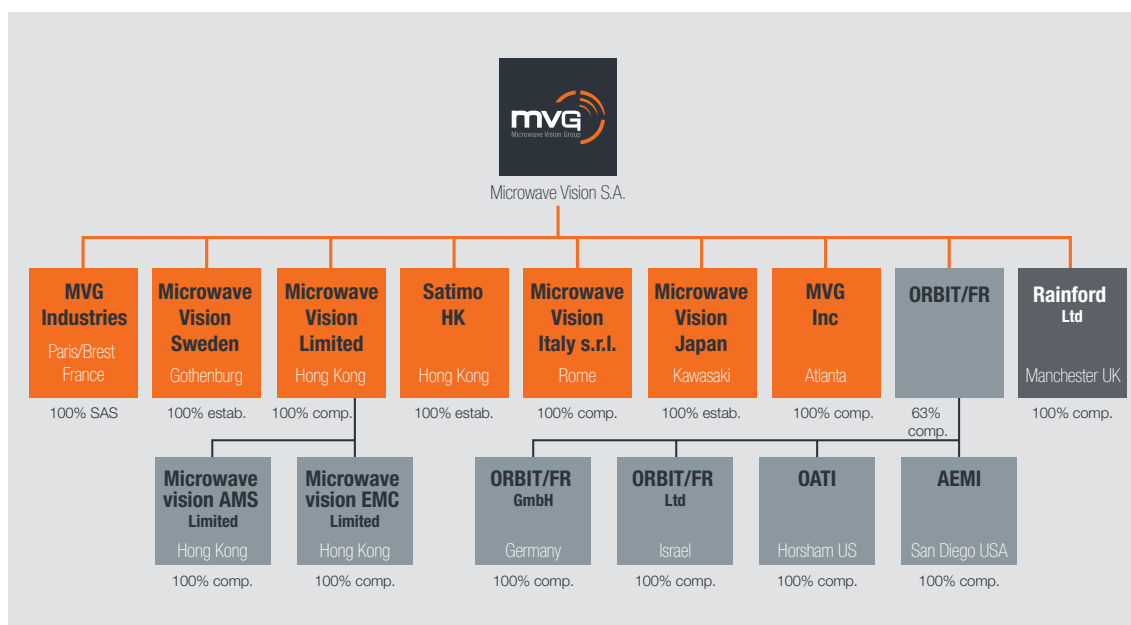 mvg
Microwave Vision Group
Microwave Vision S.A.
MVG
Industries
Paris/Brest
France
100% SAS
Microwave
Vision
Sweden
Gothenburg
100% estab.
Microwave
Vision
Limited
Hong Kong
100% comp.
Satimo
HK
Hong Kong
100% estab.
Microwave
Vision
Italy s.r.l.
Rome
100% comp.
Microwave
Vision
Japan
Kawasaki
100% estab.
MVG
Inc
Atlanta
100% comp.
ORBIT/FR
63%
comp.
Rainford
Ltd
Manchester UK
100% comp.
Microwave
vision AMS
Limited
Hong Kong
100% comp.
Microwave
vision EMC
Limited
Hong Kong
100% comp.
ORBIT/FR
GmbH
Germany
100% comp.
ORBIT/FR
Ltd
Israel
100% comp.
OATI
Horsham US
100% comp.
AEMI
San Diego USA
100% comp.